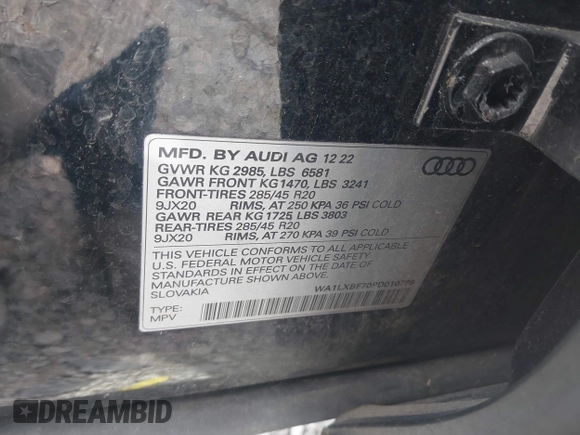 MFD. BY AUDI AG 12 22
GVWR KG 2985, LBS 6581
GAWR FRONT KG 1470, LBS 3241
FRONT-TIRES 285/45 R20
9JX20 RIMS, AT 250 KPA 36 PSI COLD
GAWR REAR KG 1725 LBS 3803
REAR-TIRES 285/45 R20
9JX20 RIMS, AT 270 KPA 39 PSI COLD
THIS VEHICLE CONFORMS TO ALL APPLICABLE
U.S. FEDERAL MOTOR VEHICLE SAFETY
STANDARDS IN EFFECT ON THE DATE OF
MANUFACTURE SHOWN ABOVE.
SLOVAKIA
TYPE:
MPV
DREAMBID